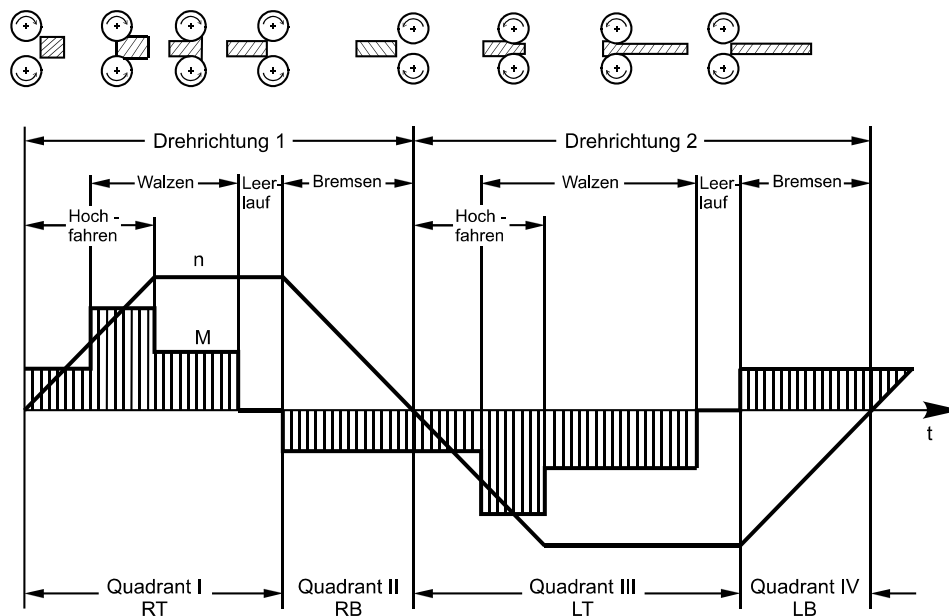 Drehrichtung 1
Drehrichtung 2
Walzen
Leer-
lauf
Bremsen
Walzen
Leer-
lauf
Bremsen
Hoch -
fahren
Hoch -
fahren
n
M
t
Quadrant I
RT
Quadrant II
RB
Quadrant III
LT
Quadrant IV
LB